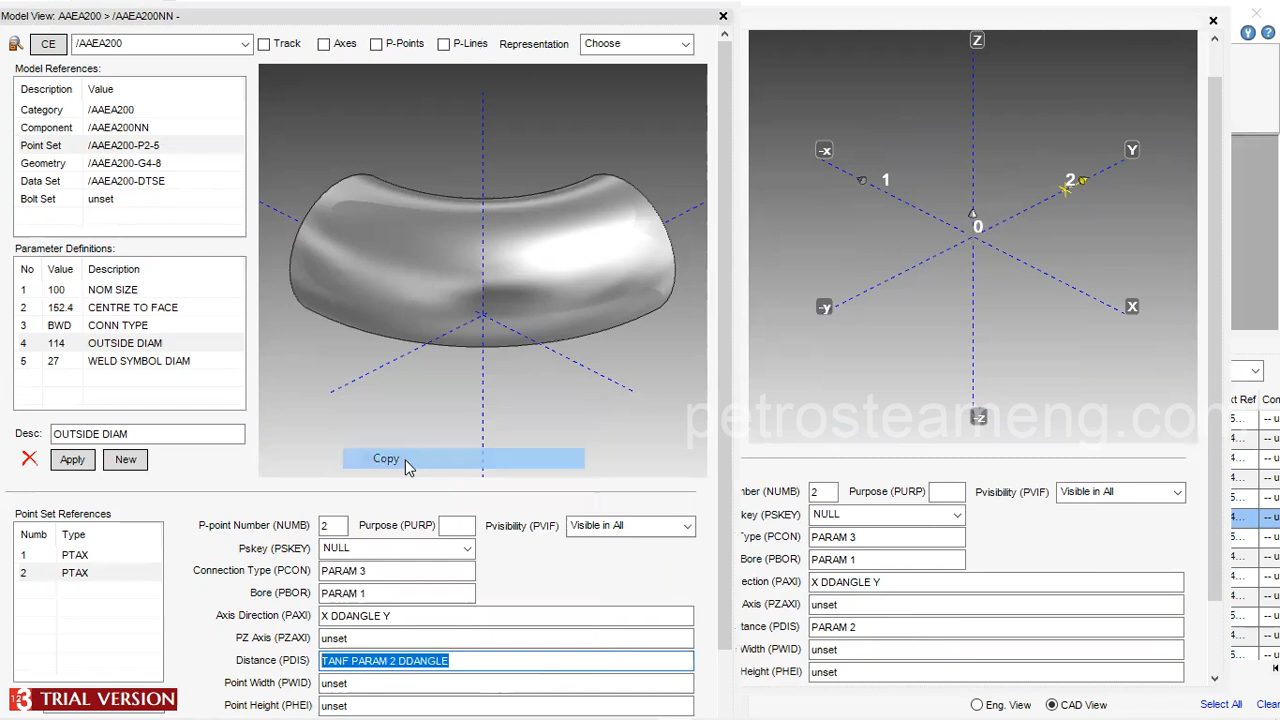 Model View: AAEA200 > /AAEA200NN -
CE
/AAEA200
Track
Axes
P-Points
P-Lines
Representation
Choose
Model References:
Description Value
Category /AAEA200
Component /AAEA200NN
Point Set /AAEA200-P2-5
Geometry /AAEA200-G4-8
Data Set /AAEA200-DTSE
Bolt Set unset
Parameter Definitions:
No Value Description
1 100 NOM SIZE
2 152.4 CENTRE TO FACE
3 BWD CONN TYPE
4 114 OUTSIDE DIAM
5 27 WELD SYMBOL DIAM
Desc: OUTSIDE DIAM
Apply New
Copy
Point Set References
Numb Type
1 PTAX
2 PTAX
P-point Number (NUMB) 2 Purpose (PURP) Pvisibility (PVIF) Visible in All
Pskey (PSKEY) NULL
Connection Type (PCON) PARAM 3
Bore (PBOR) PARAM 1
Axis Direction (PAXI) X DDANGLE Y
PZ Axis (PZAXI) unset
Distance (PDIS) TANF PARAM 2 DDANGLE
Point Width (PWID) unset
Point Height (PHEI) unset
123 TRIAL VERSION
Z
-x
1
Y
2
0
-y
X
-z
petrosteameng.com
mber (NUMB) 2 Purpose (PURP) Pvisibility (PVIF) Visible in All
key (PSKEY) NULL
Type (PCON) PARAM 3
Bore (PBOR) PARAM 1
ection (PAXI) X DDANGLE Y
Axis (PZAXI) unset
tance (PDIS) PARAM 2
Width (PWID) unset
Height (PHEI) unset
Eng. View CAD View Select All Clear